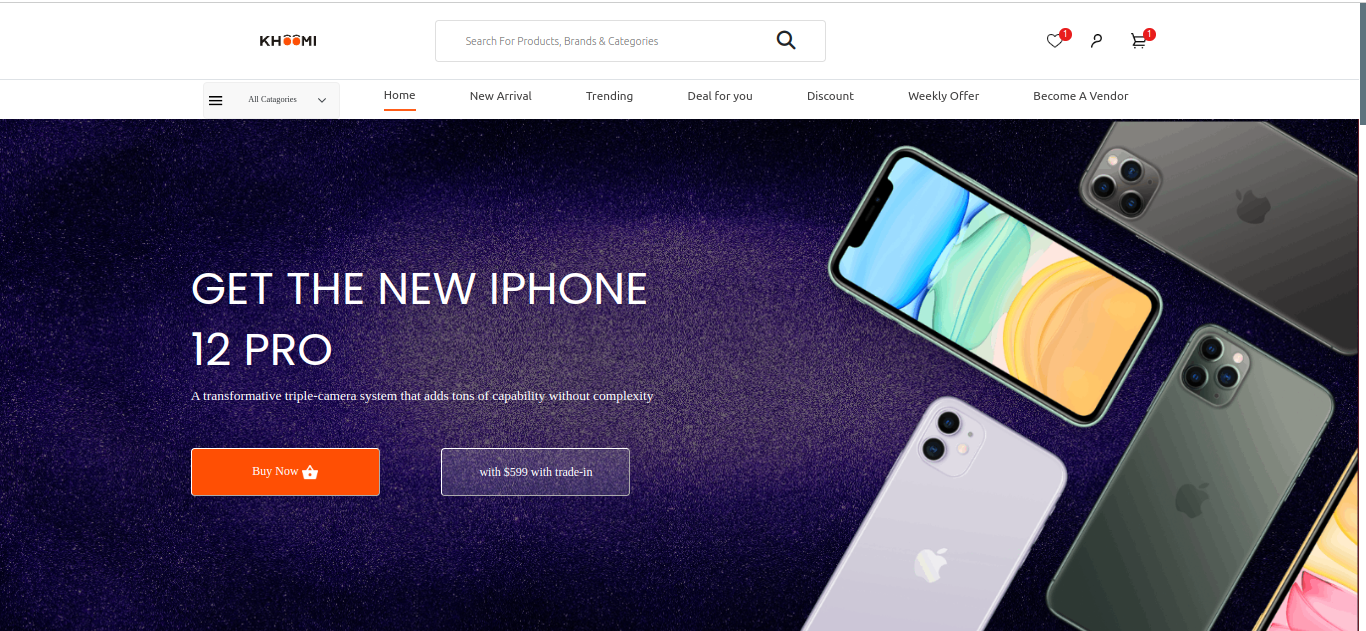 KHOOMI
Search For Products, Brands & Categories
1
1
All Catagories
Home
New Arrival
Trending
Deal for you
Discount
Weekly Offer
Become A Vendor
GET THE NEW IPHONE
12 PRO
A transformative triple-camera system that adds tons of capability without complexity
Buy Now
with $599 with trade-in